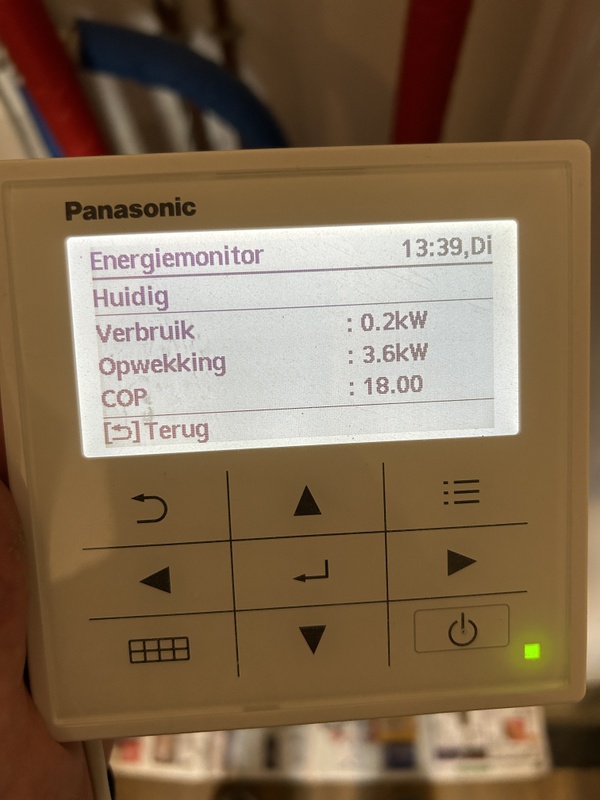 Panasonic
Energiemonitor 13:39,Di
Huidig
Verbruik : 0.2kW
Opwekking : 3.6kW
COP : 18.00
[⮌]Terug